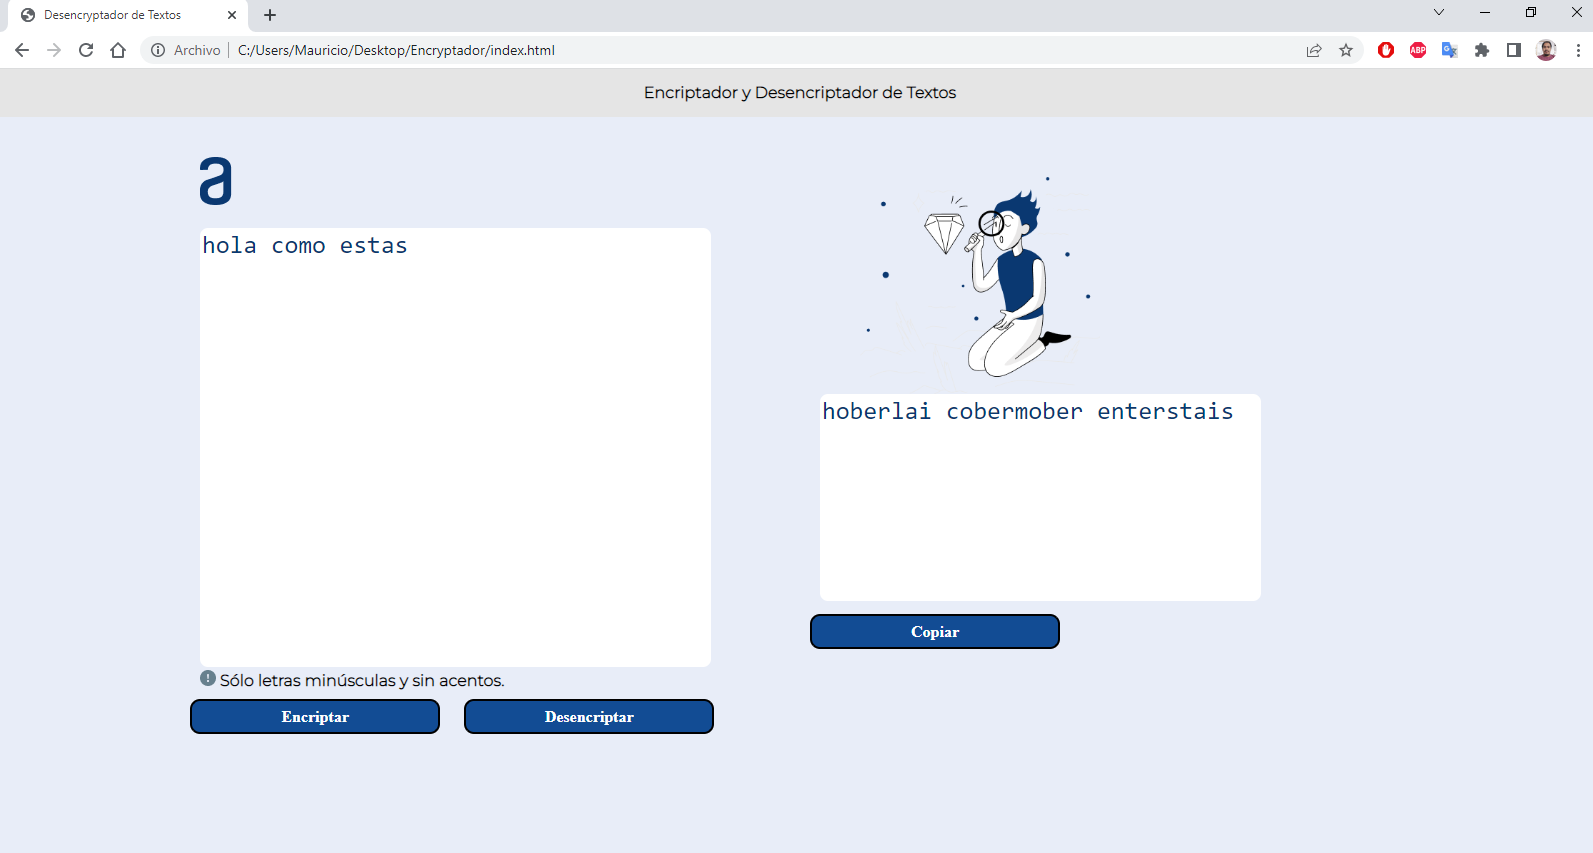 Desencryptador de Textos
Archivo C:/Users/Mauricio/Desktop/Encryptador/index.html
ABP
G
Encriptador y Desencriptador de Textos
a
hola como estas
hoberlai cobermober enterstais
Copiar
! Sólo letras minúsculas y sin acentos.
Encriptar Desencriptar